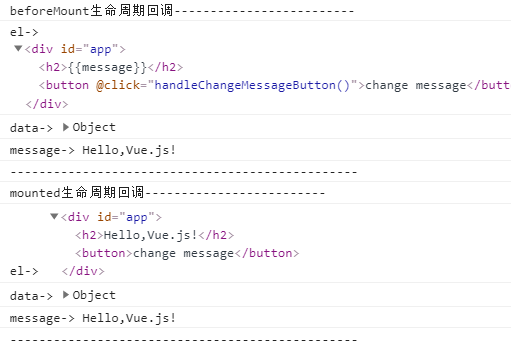 beforeMount生命周期回调-------------------------
el->
▼<div id="app">
<h2>{{message}}</h2>
<button @click="handleChangeMessageButton()">change message</butt
</div>
data-> ▶Object
message-> Hello,Vue.js!
------------------------------------------------
mounted生命周期回调-------------------------
▼<div id="app">
<h2>Hello,Vue.js!</h2>
<button>change message</button>
el-> </div>
data-> ▶Object
message-> Hello,Vue.js!
------------------------------------------------